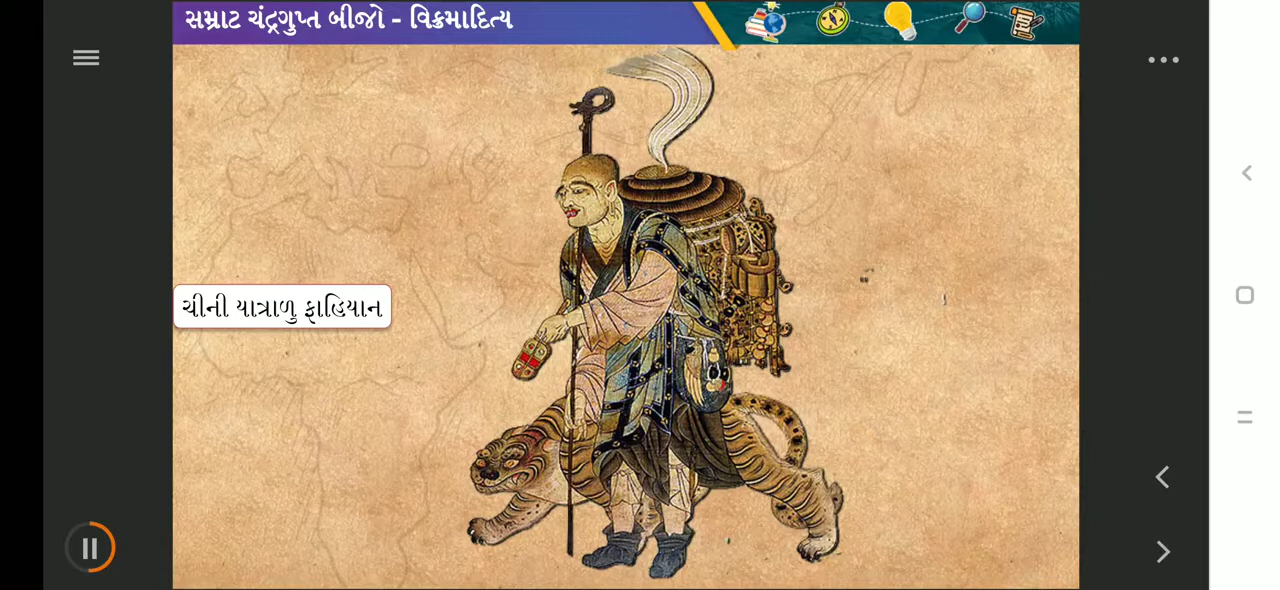 સમ્રાટ ચંદ્રગુપ્ત બીજો - વિક્રમાદિત્ય
ચીની યાત્રાળુ ફાહિયાન